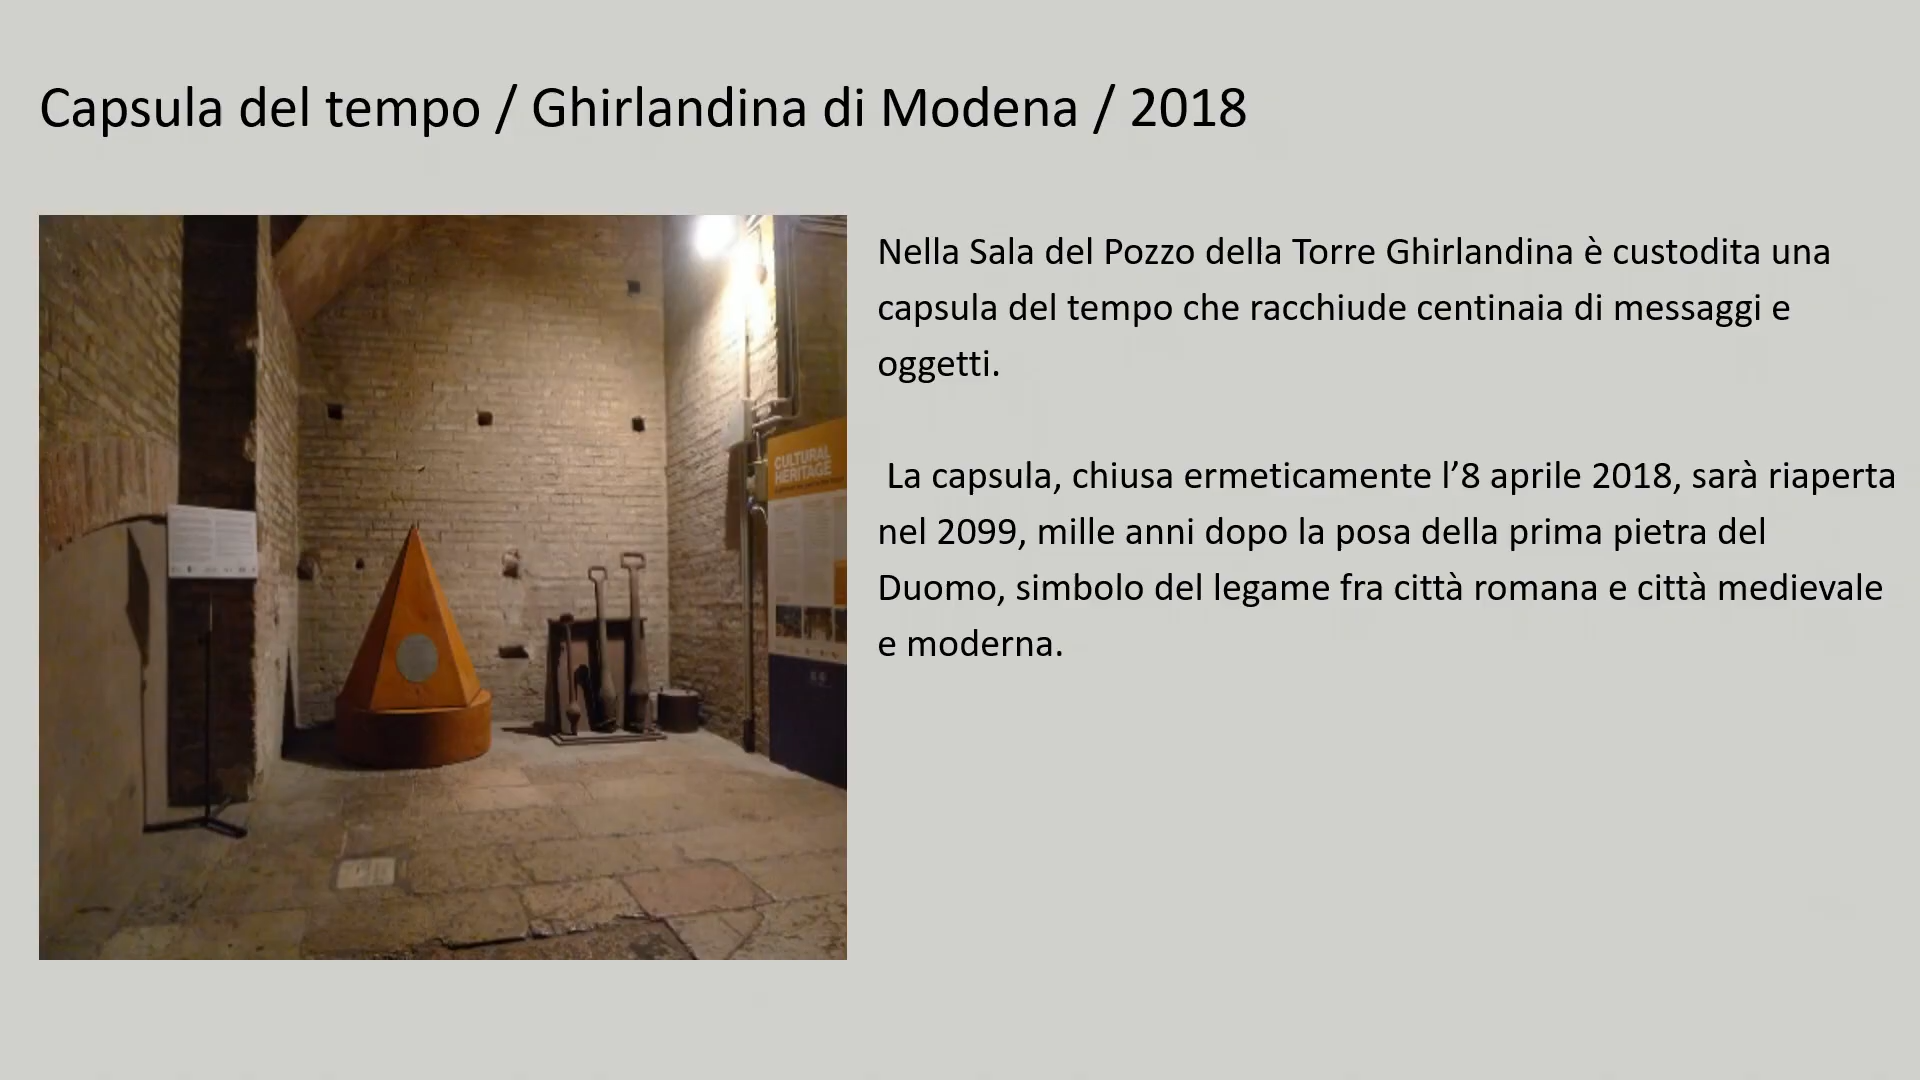 Capsula del tempo / Ghirlandina di Modena / 2018
Nella Sala del Pozzo della Torre Ghirlandina è custodita una
capsula del tempo che racchiude centinaia di messaggi e
oggetti.
La capsula, chiusa ermeticamente l’8 aprile 2018, sarà riaperta
nel 2099, mille anni dopo la posa della prima pietra del
Duomo, simbolo del legame fra città romana e città medievale
e moderna.
CULTURAL
HERITAGE